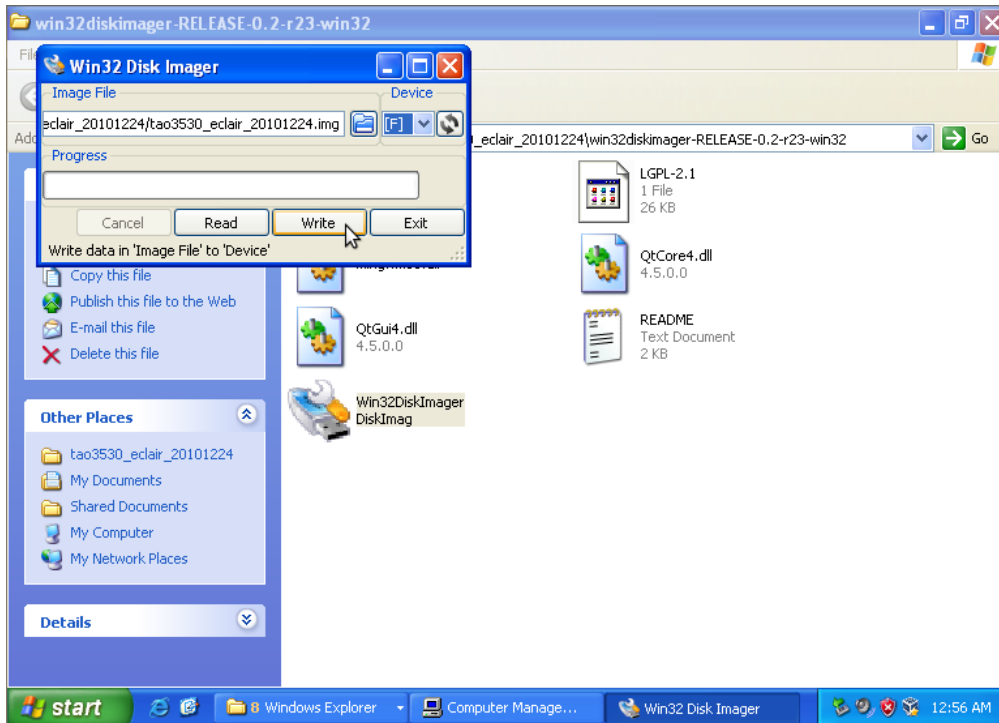 win32diskimager-RELEASE-0.2-r23-win32
Win32 Disk Imager
Image File
Device
eclair_20101224/tao3530_eclair_20101224.img
[F]
Progress
Cancel
Read
Write
Exit
Write data in 'Image File' to 'Device'
_eclair_20101224\win32diskimager-RELEASE-0.2-r23-win32
Go
LGPL-2.1
1 File
26 KB
Copy this file
Publish this file to the Web
E-mail this file
Delete this file
QtCore4.dll
4.5.0.0
QtGui4.dll
4.5.0.0
README
Text Document
2 KB
Win32DiskImager
DiskImag
Other Places
tao3530_eclair_20101224
My Documents
Shared Documents
My Computer
My Network Places
Details
start
8 Windows Explorer
Computer Manage...
Win32 Disk Imager
12:56 AM